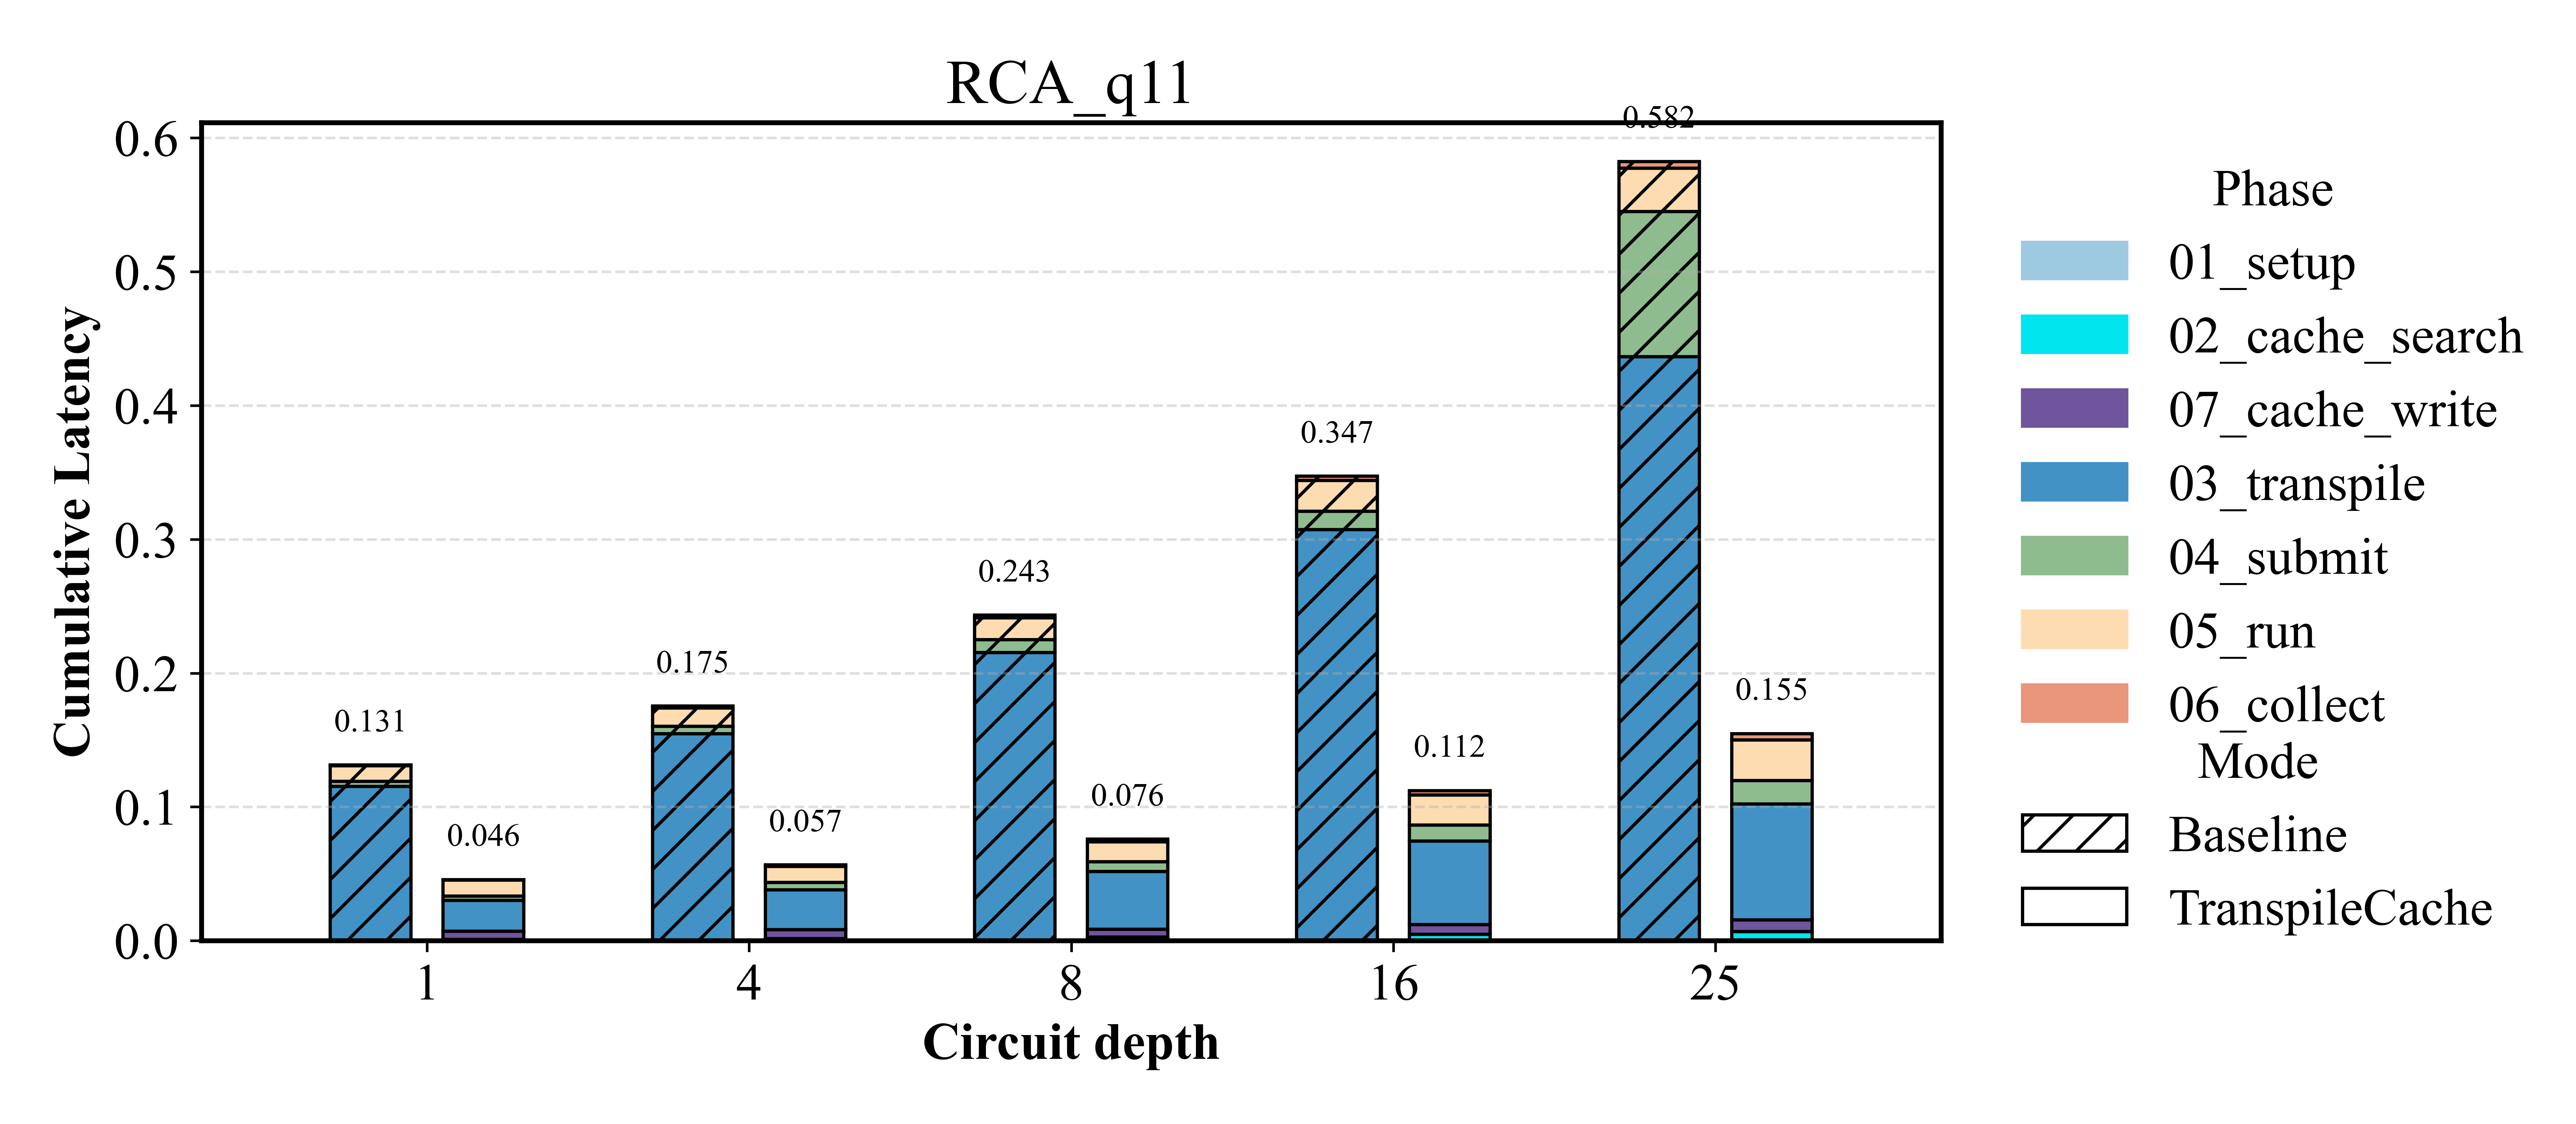 RCA_q11
Cumulative Latency
0.6
0.5
0.4
0.3
0.2
0.1
0.0
0.131
0.046
0.175
0.057
0.243
0.076
0.347
0.112
0.582
0.155
1
4
8
16
25
Circuit depth
Phase
01_setup
02_cache_search
07_cache_write
03_transpile
04_submit
05_run
06_collect
Mode
Baseline
TranspileCache